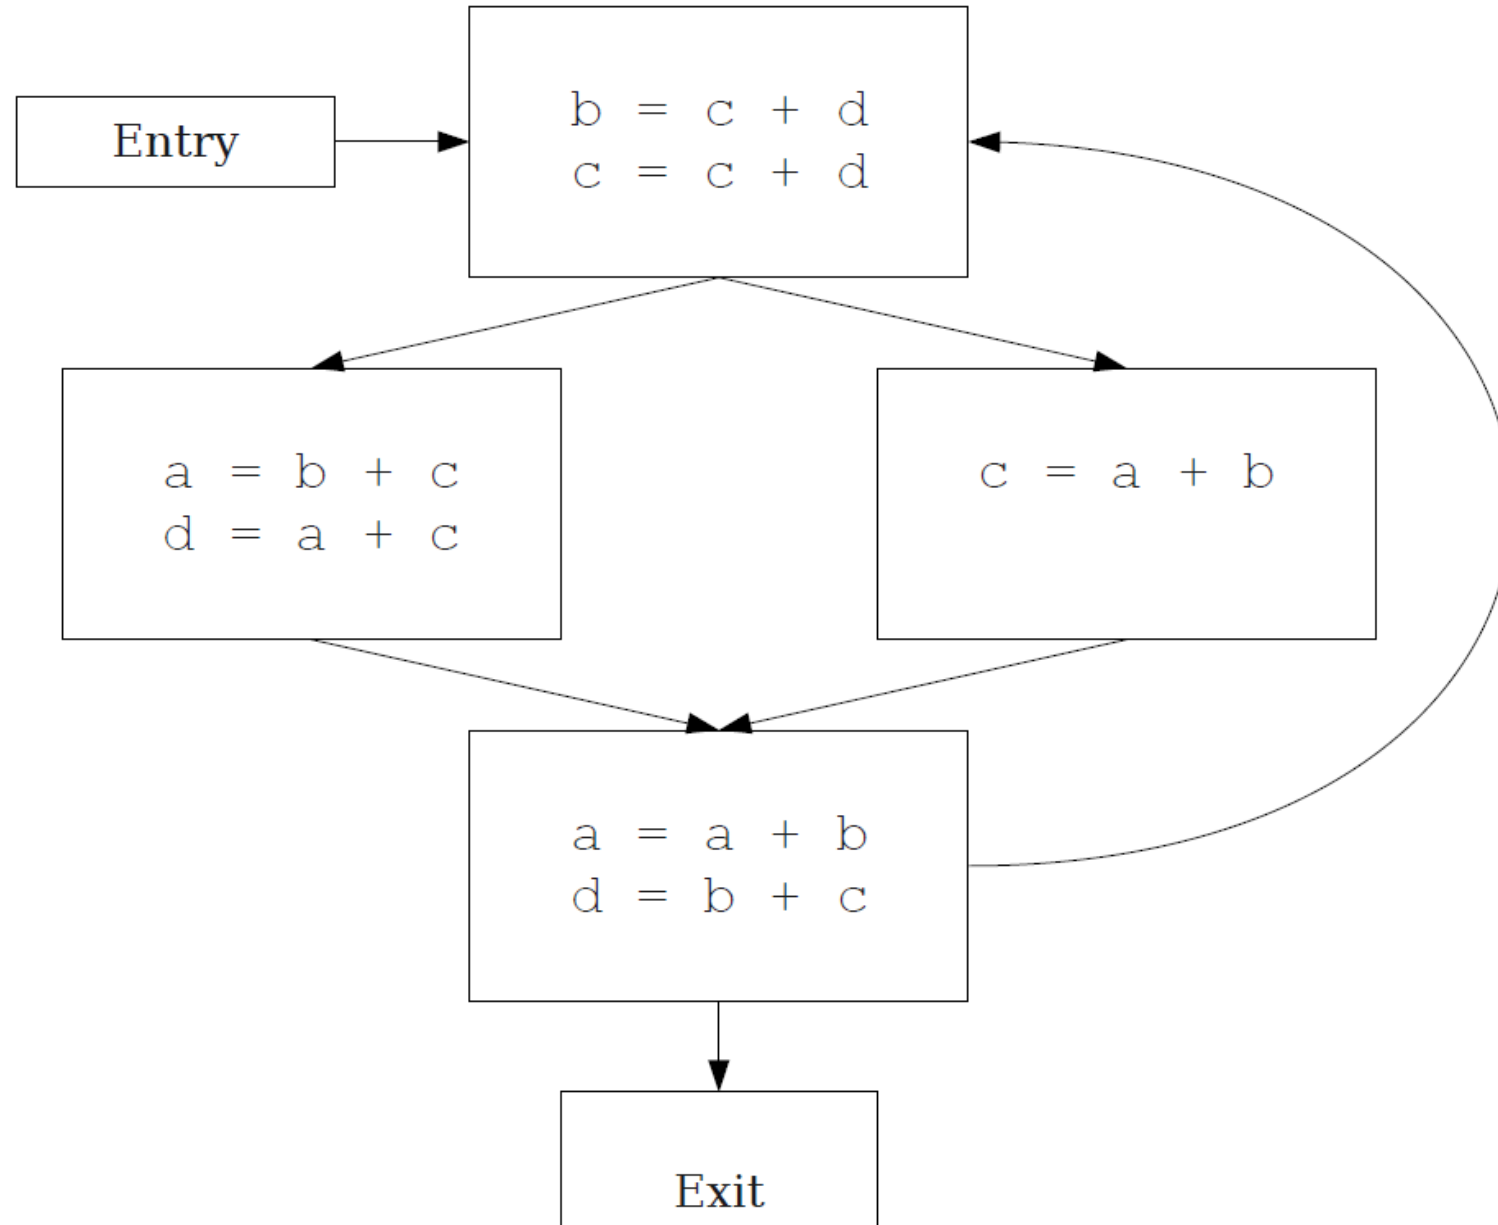 Entry
b = c + d
c = c + d
a = b + c
d = a + c
c = a + b
a = a + b
d = b + c
Exit